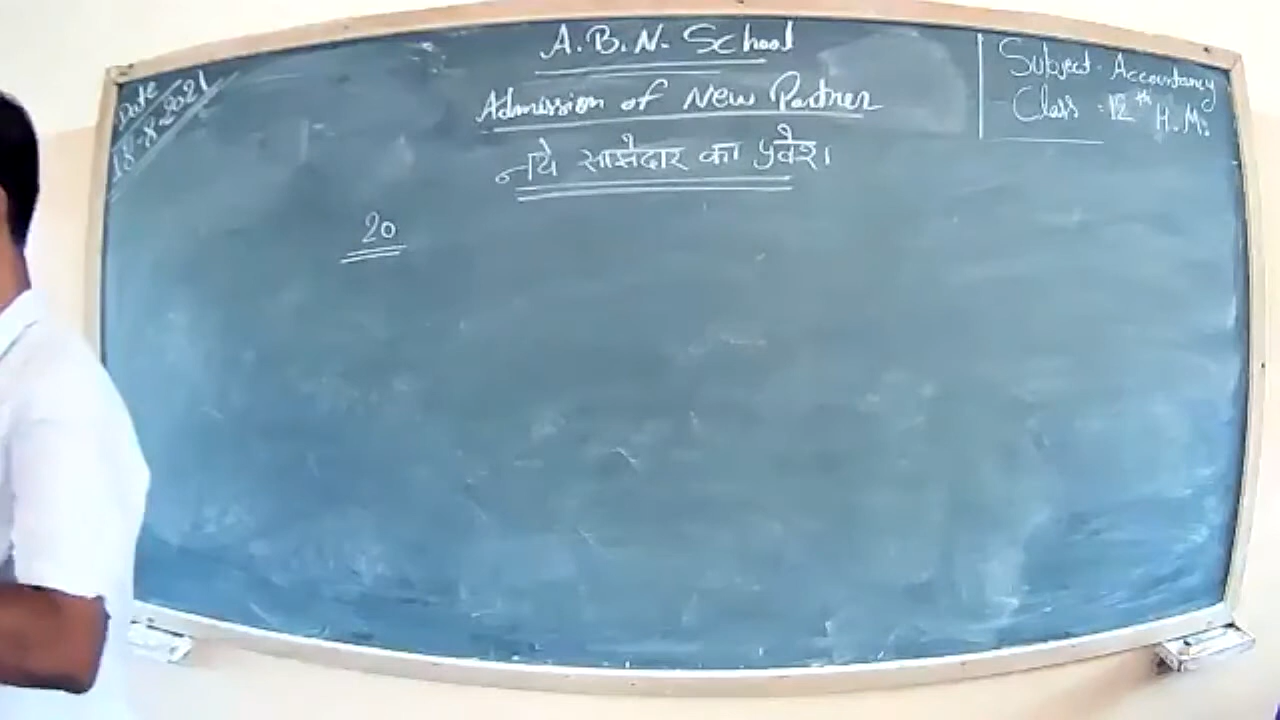 Date
18-8-2021
A.B.N. School
Admission of New Partner
नये साझेदार का प्रवेश।
Subject - Accountancy
Class :- 12th H.M.
20